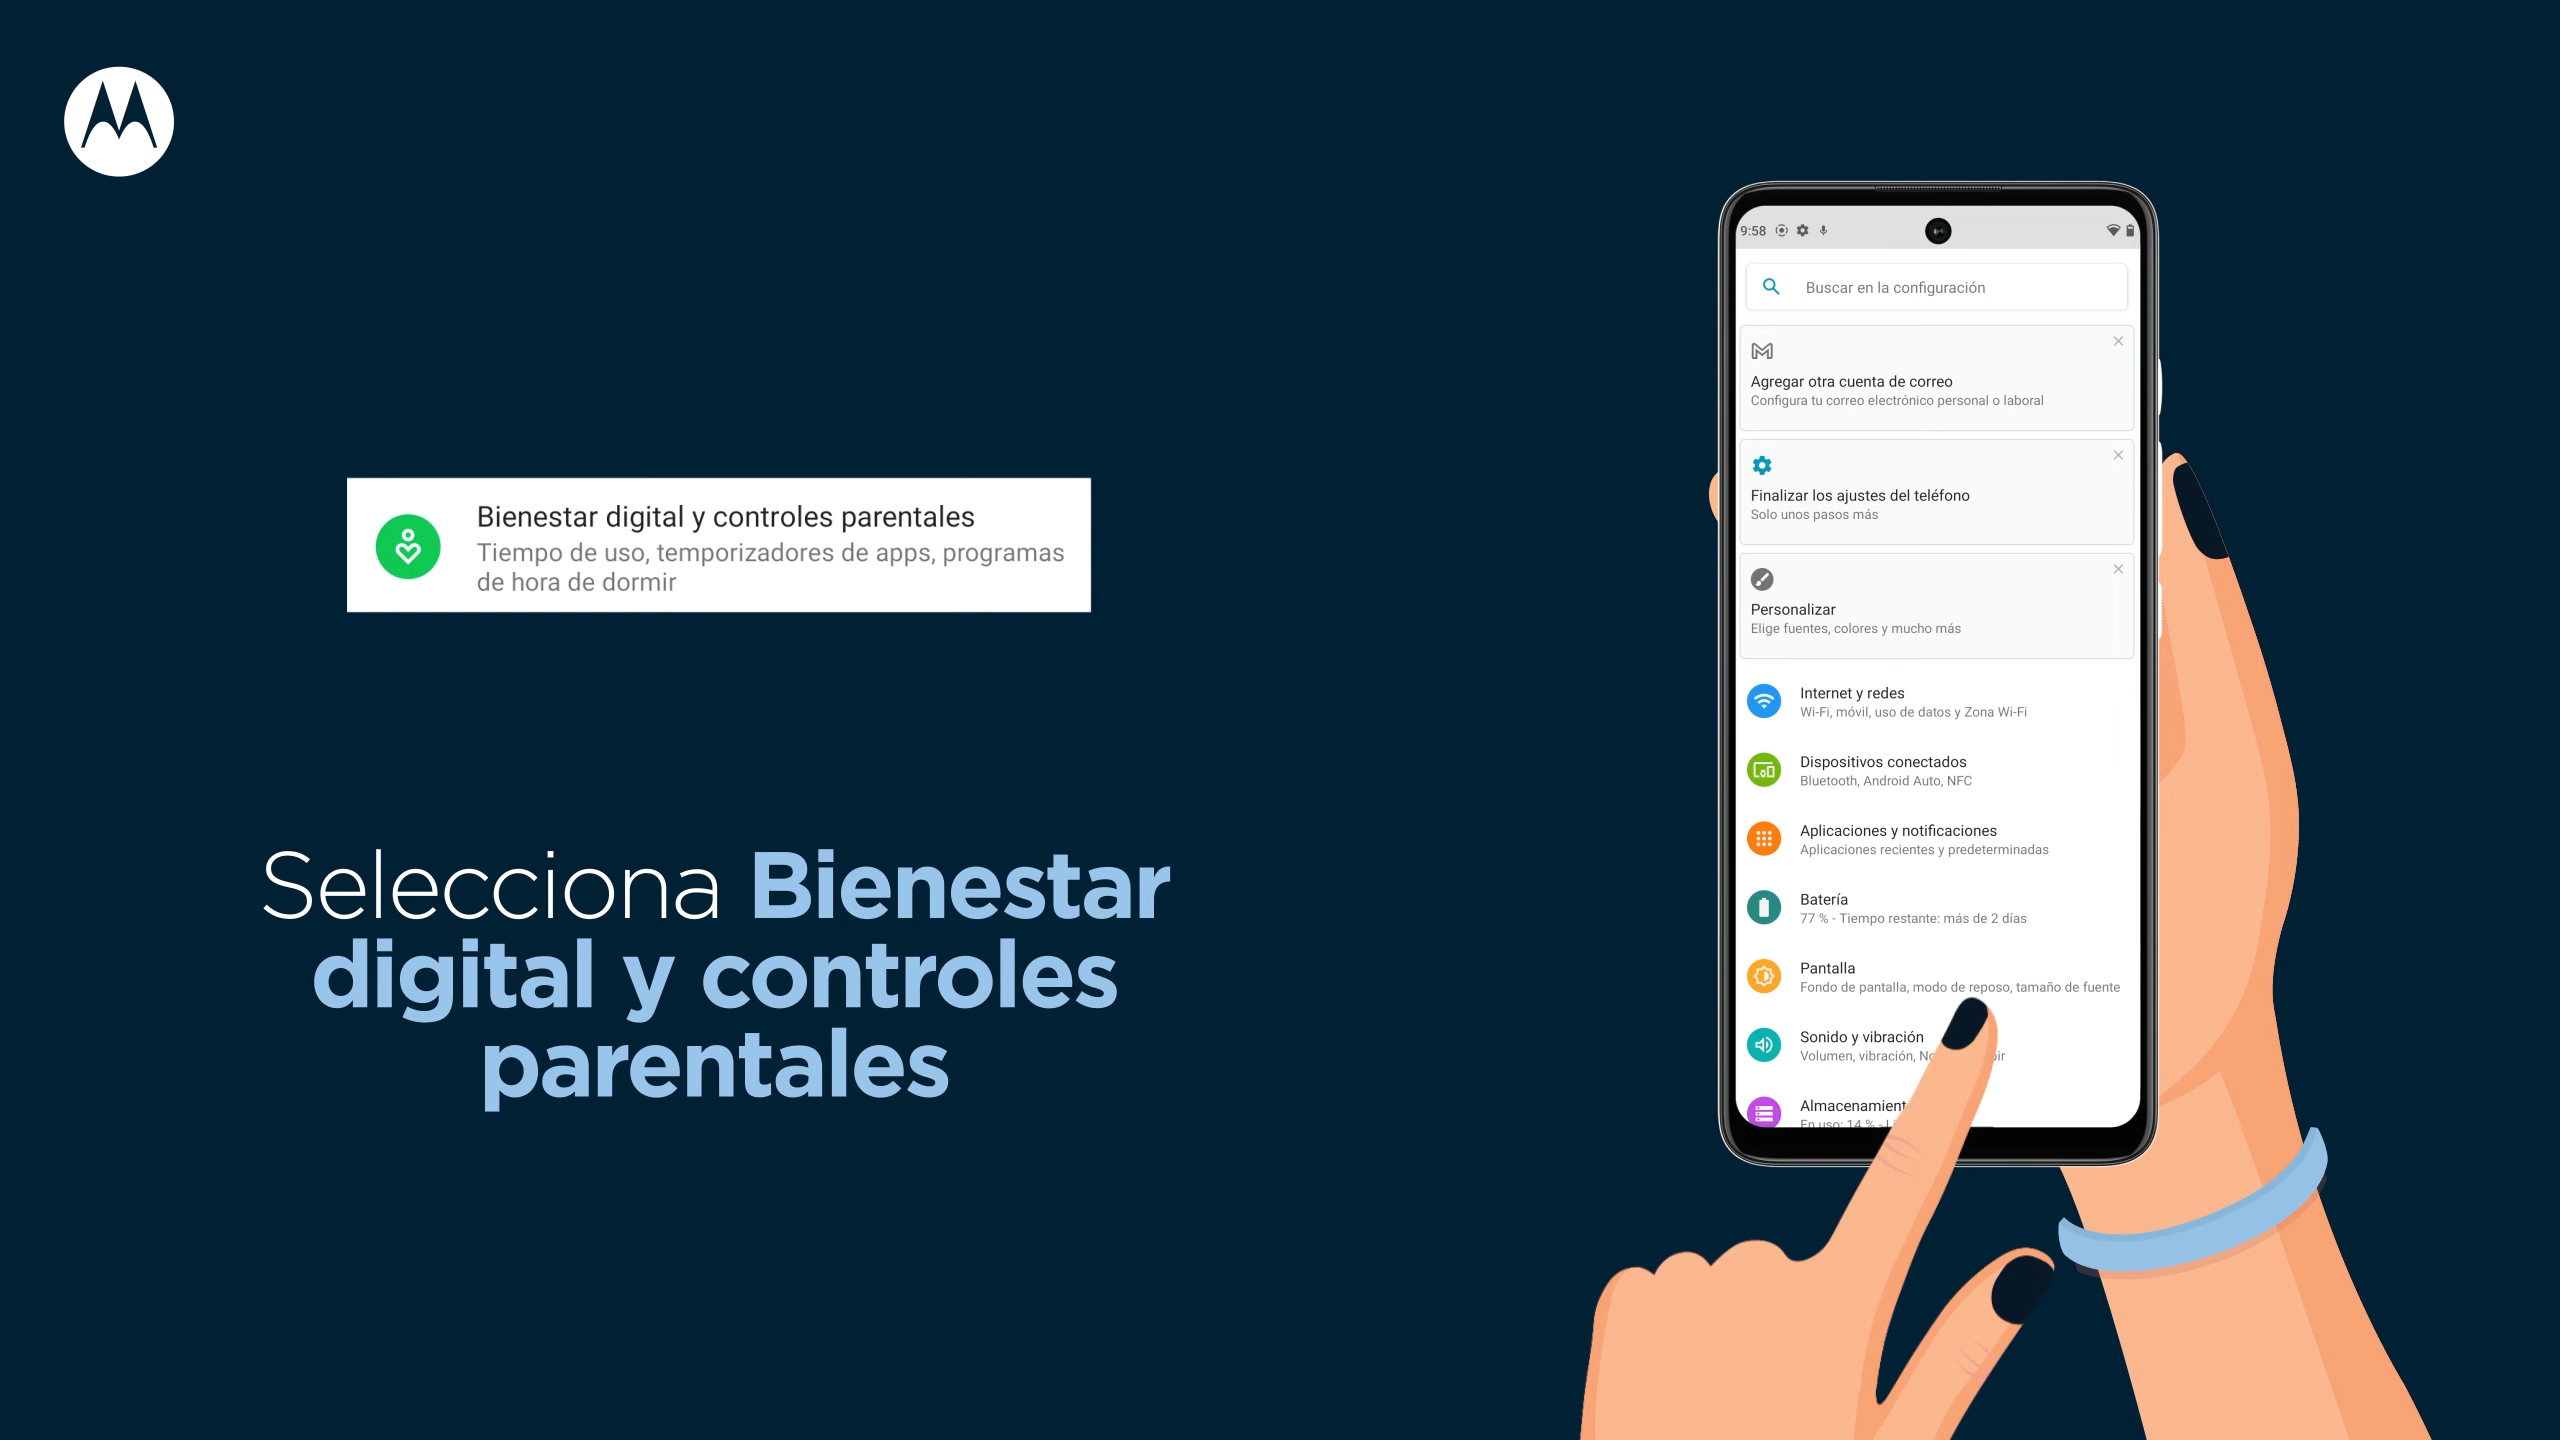 Bienestar digital y controles parentales
Tiempo de uso, temporizadores de apps, programas
de hora de dormir
Selecciona Bienestar
digital y controles
parentales
9:58
Buscar en la configuración
Agregar otra cuenta de correo
Configura tu correo electrónico personal o laboral
Finalizar los ajustes del teléfono
Solo unos pasos más
Personalizar
Elige fuentes, colores y mucho más
Internet y redes
Wi-Fi, móvil, uso de datos y Zona Wi-Fi
Dispositivos conectados
Bluetooth, Android Auto, NFC
Aplicaciones y notificaciones
Aplicaciones recientes y predeterminadas
Batería
77 % - Tiempo restante: más de 2 días
Pantalla
Fondo de pantalla, modo de reposo, tamaño de fuente
Sonido y vibración
Volumen, vibración,
En uso: 14 % -